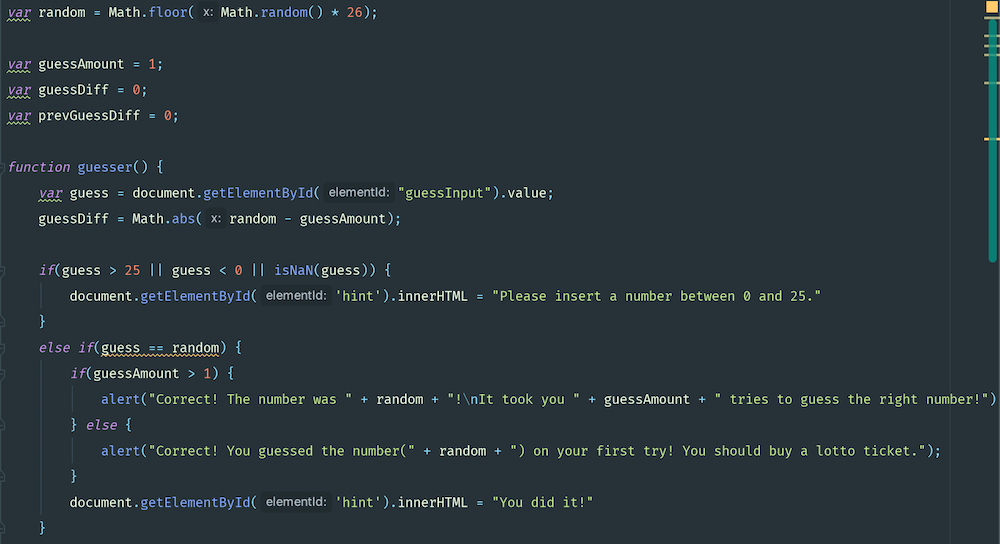 var random = Math.floor( x: Math.random() * 26);
var guessAmount = 1;
var guessDiff = 0;
var prevGuessDiff = 0;
function guesser() {
var guess = document.getElementById( elementId: "guessInput").value;
guessDiff = Math.abs( x: random - guessAmount);
if(guess > 25 || guess < 0 || isNaN(guess)) {
document.getElementById( elementId: 'hint').innerHTML = "Please insert a number between 0 and 25."
}
else if(guess == random) {
if(guessAmount > 1) {
alert("Correct! The number was " + random + "!\nIt took you " + guessAmount + " tries to guess the right number!")
} else {
alert("Correct! You guessed the number(" + random + ") on your first try! You should buy a lotto ticket.");
}
document.getElementById( elementId: 'hint').innerHTML = "You did it!"
}